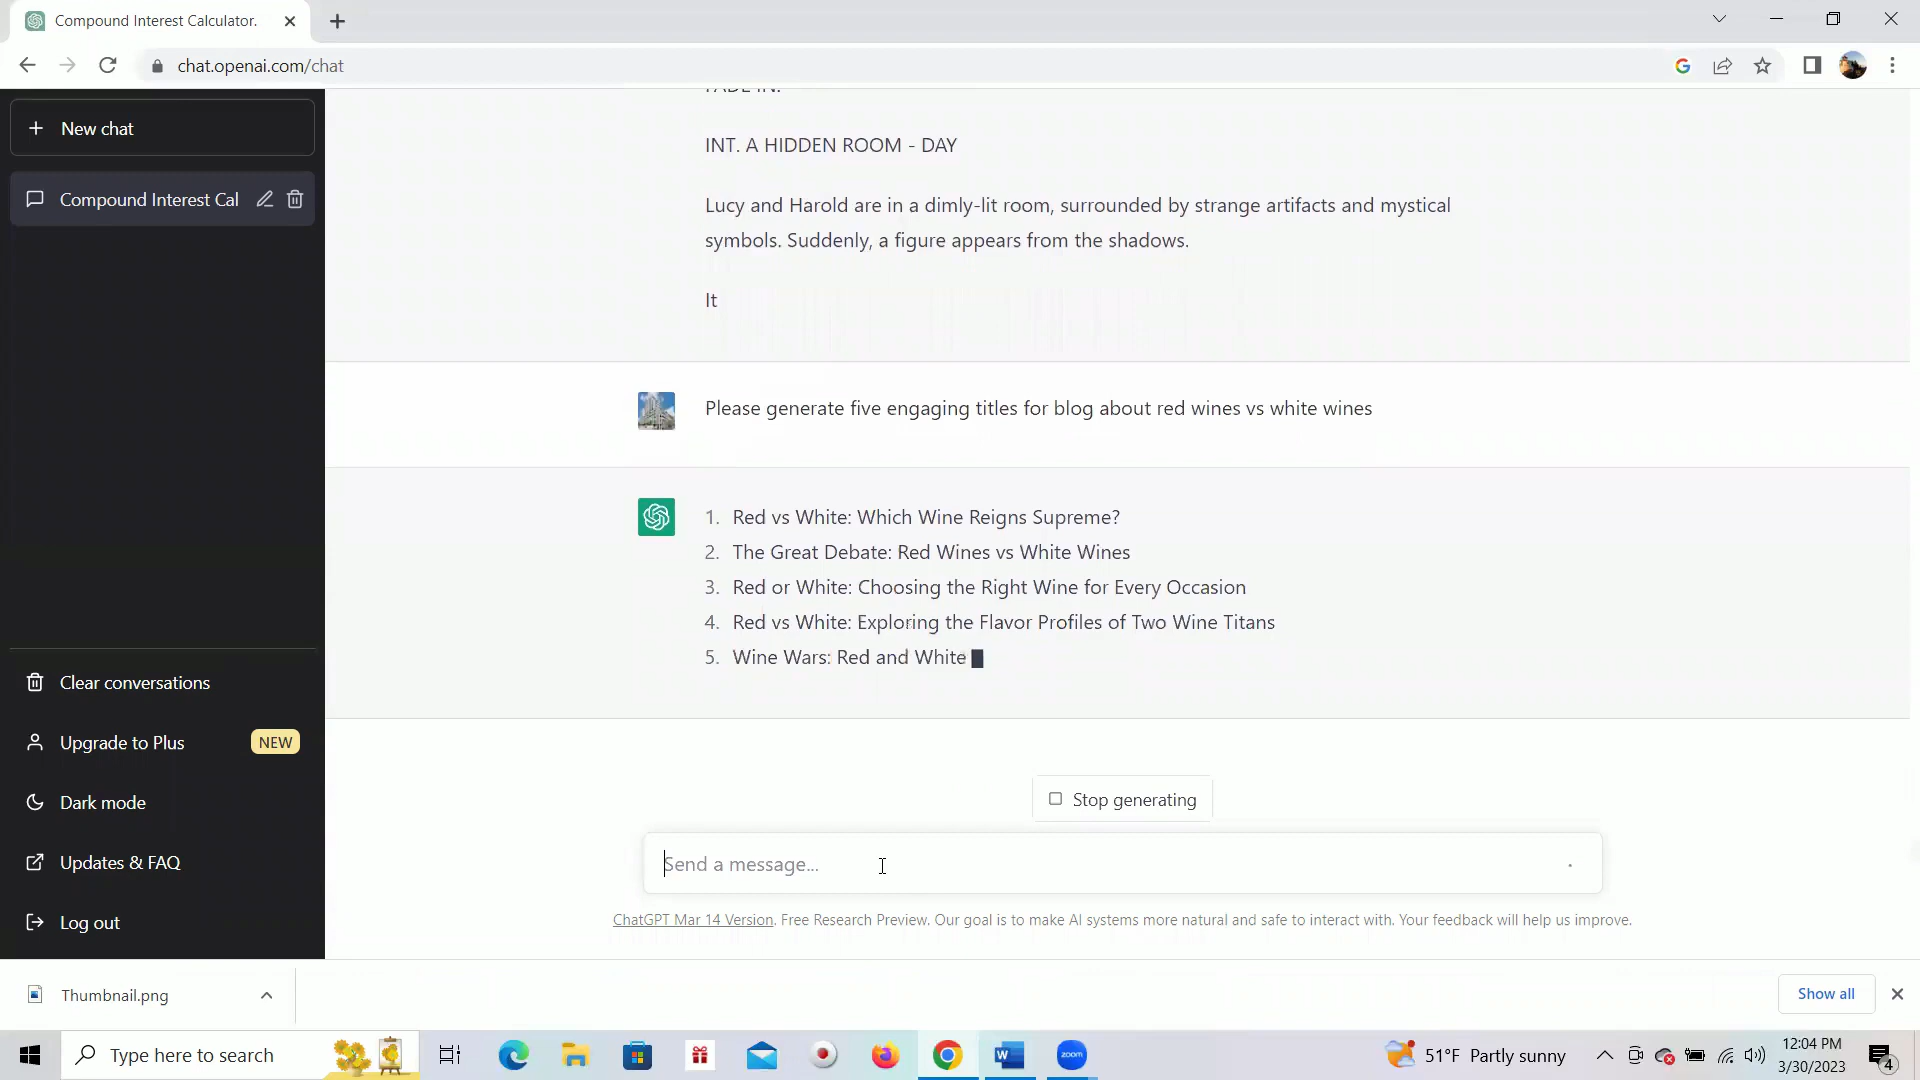 Compound Interest Calculator.
chat.openai.com/chat
New chat
Compound Interest Cal
FADE IN:
INT. A HIDDEN ROOM - DAY
Lucy and Harold are in a dimly-lit room, surrounded by strange artifacts and mystical
symbols. Suddenly, a figure appears from the shadows.
It
Please generate five engaging titles for blog about red wines vs white wines
1. Red vs White: Which Wine Reigns Supreme?
2. The Great Debate: Red Wines vs White Wines
3. Red or White: Choosing the Right Wine for Every Occasion
4. Red vs White: Exploring the Flavor Profiles of Two Wine Titans
5. Wine Wars: Red and White
Clear conversations
Upgrade to Plus NEW
Dark mode
Updates & FAQ
Log out
Stop generating
Send a message...
ChatGPT Mar 14 Version. Free Research Preview. Our goal is to make AI systems more natural and safe to interact with. Your feedback will help us improve.
Thumbnail.png
Show all
Type here to search
zoom
51°F Partly sunny
12:04 PM
3/30/2023
4